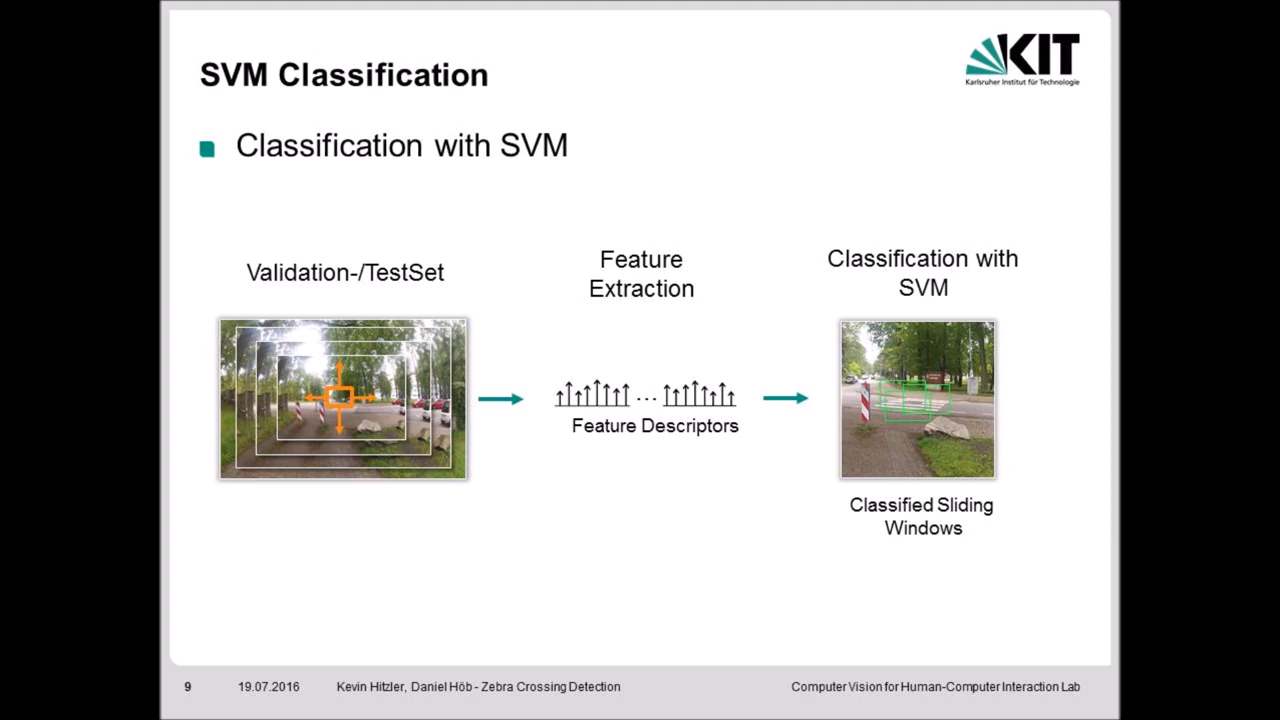 SVM Classification
KIT
Karlsruher Institut für Technologie
Classification with SVM
Validation-/TestSet
Feature
Extraction
Classification with
SVM
...
Feature Descriptors
Classified Sliding
Windows
9
19.07.2016
Kevin Hitzler, Daniel Höb - Zebra Crossing Detection
Computer Vision for Human-Computer Interaction Lab